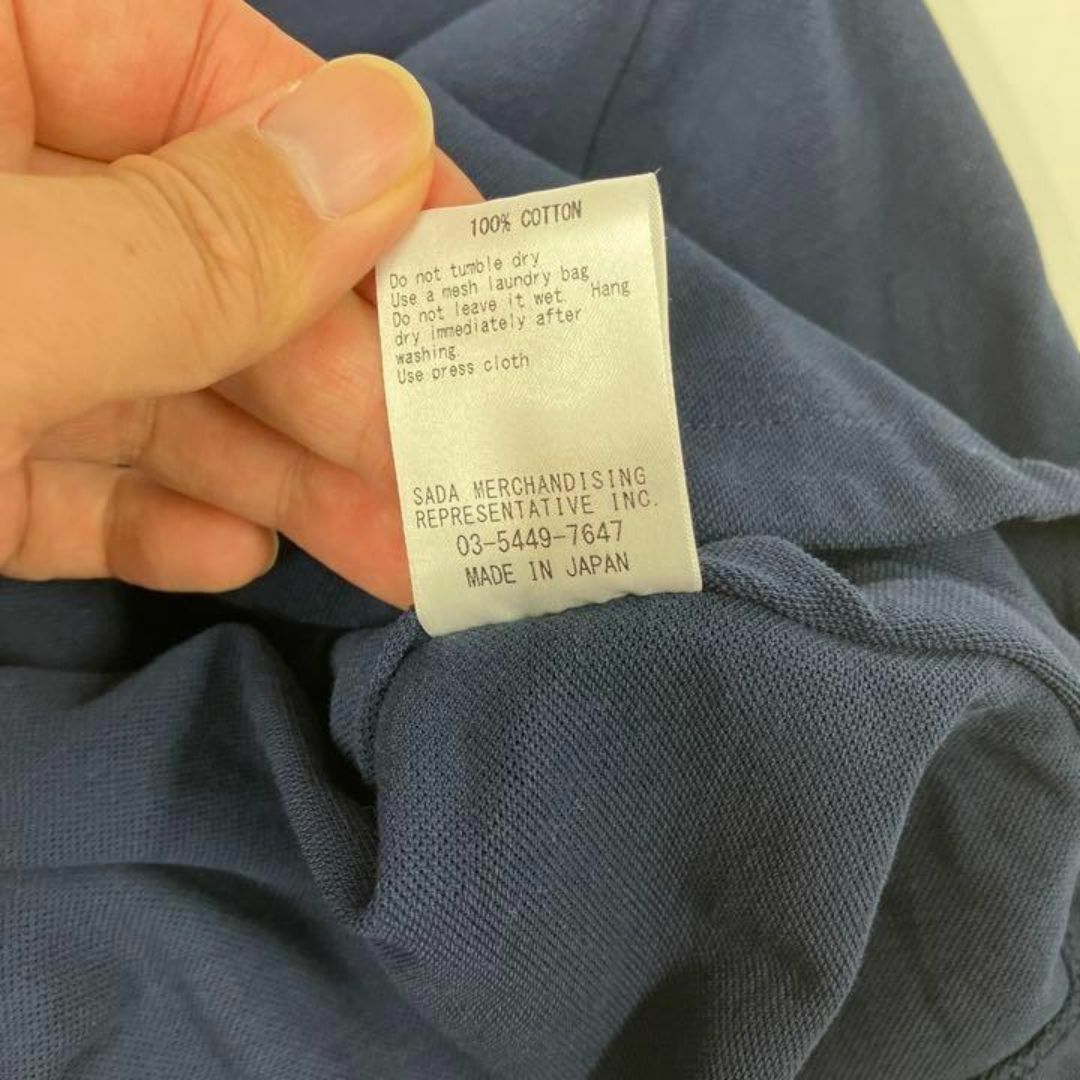 100% COTTON
Do not tumble dry
Use a mesh laundry bag
Do not leave it wet. Hang
dry immediately after
washing.
Use press cloth
SADA MERCHANDISING
REPRESENTATIVE INC.
03-5449-7647
MADE IN JAPAN